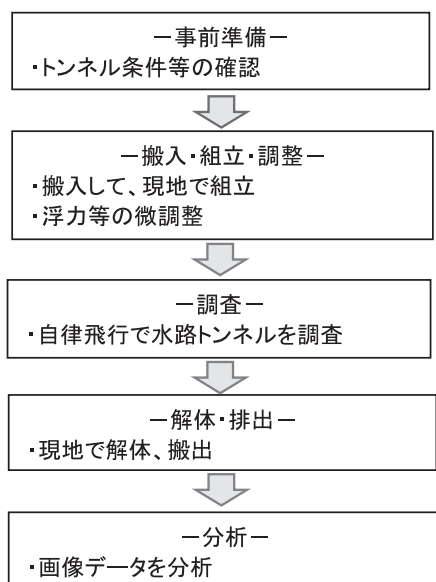 －事前準備－
・トンネル条件等の確認
－搬入・組立・調整－
・搬入して、現地で組立
・浮力等の微調整
－調査－
・自律飛行で水路トンネルを調査
－解体・排出－
・現地で解体、搬出
－分析－
・画像データを分析